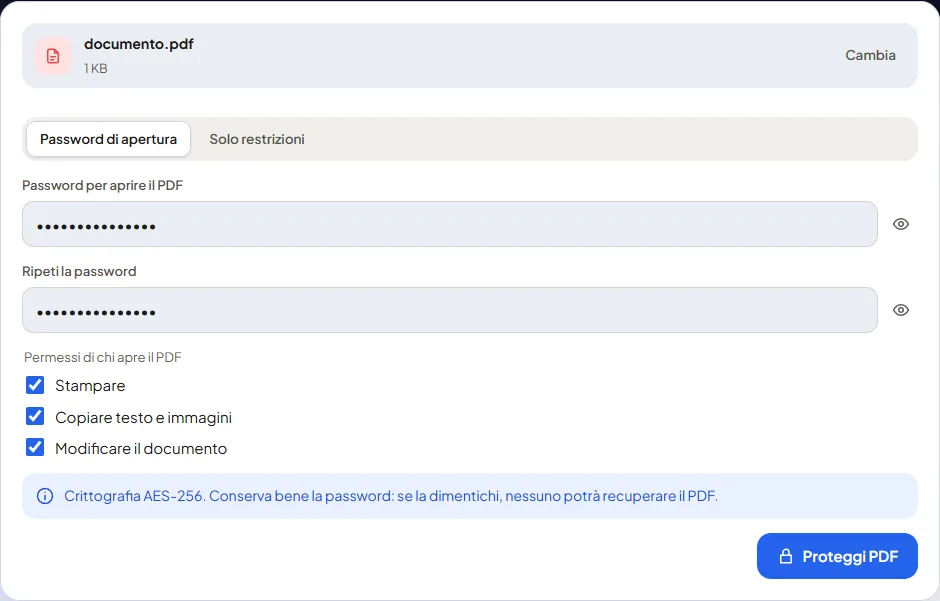 documento.pdf
1 KB
Cambia
Password di apertura
Solo restrizioni
Password per aprire il PDF
•••••••••••••••
Ripeti la password
•••••••••••••••
Permessi di chi apre il PDF
Stampare
Copiare testo e immagini
Modificare il documento
Crittografia AES-256. Conserva bene la password: se la dimentichi, nessuno potrà recuperare il PDF.
Proteggi PDF